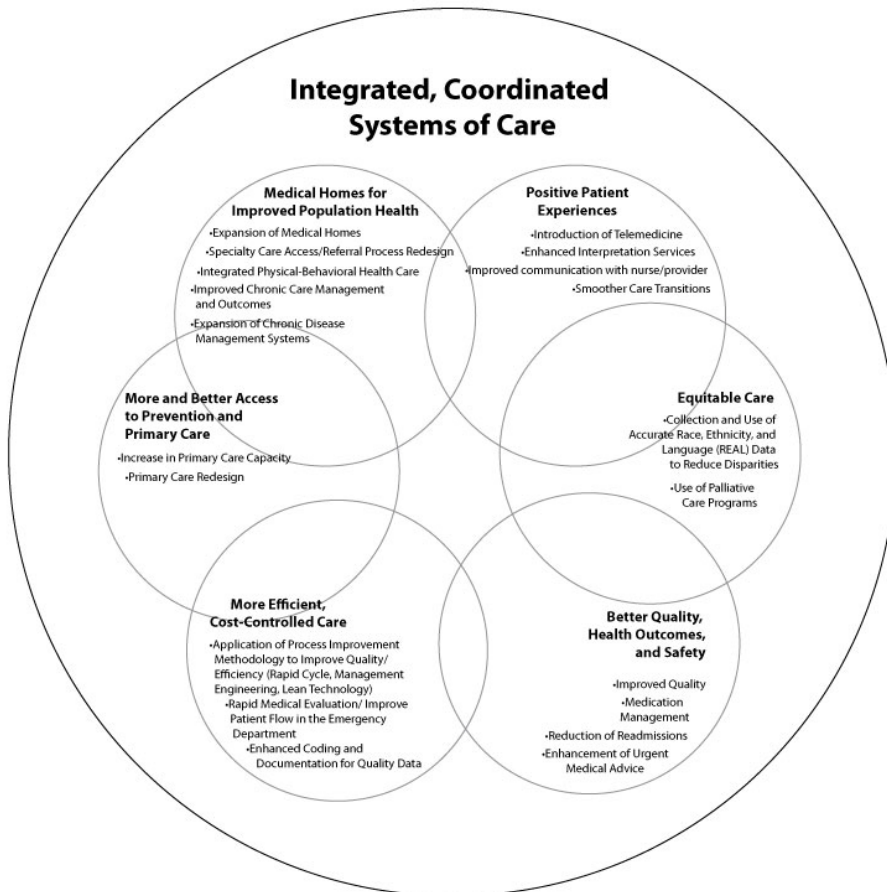 Integrated, Coordinated
Systems of Care
Medical Homes for
Improved Population Health
•Expansion of Medical Homes
•Specialty Care Access/Referral Process Redesign
•Integrated Physical-Behavioral Health Care
•Improved Chronic Care Management
and Outcomes
•Expansion of Chronic Disease
Management Systems
Positive Patient
Experiences
•Introduction of Telemedicine
•Enhanced Interpretation Services
•Improved communication with nurse/provider
•Smoother Care Transitions
More and Better Access
to Prevention and
Primary Care
•Increase in Primary Care Capacity
•Primary Care Redesign
Equitable Care
•Collection and Use of
Accurate Race, Ethnicity, and
Language (REAL) Data
to Reduce Disparities
•Use of Palliative
Care Programs
More Efficient,
Cost-Controlled Care
•Application of Process Improvement
Methodology to Improve Quality/
Efficiency (Rapid Cycle, Management
Engineering, Lean Technology)
•Rapid Medical Evaluation/ Improve
Patient Flow in the Emergency
Department
•Enhanced Coding and
Documentation for Quality Data
Better Quality,
Health Outcomes,
and Safety
•Improved Quality
•Medication
Management
•Reduction of Readmissions
•Enhancement of Urgent
Medical Advice